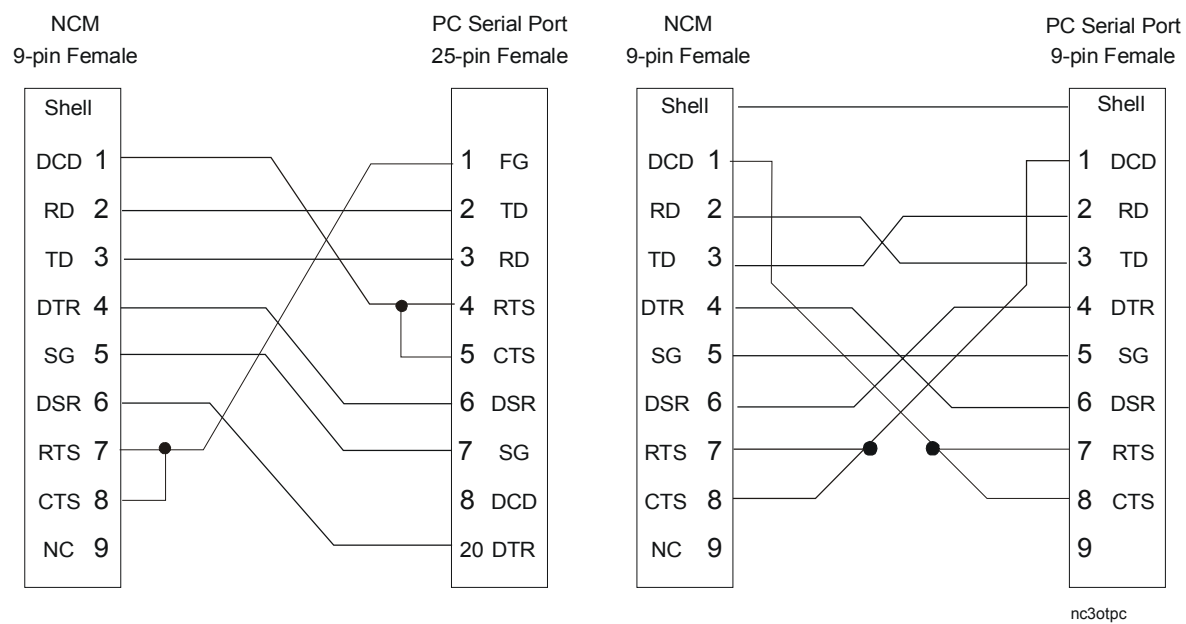 NCM
9-pin Female
PC Serial Port
25-pin Female
Shell
DCD 1
RD 2
TD 3
DTR 4
SG 5
DSR 6
RTS 7
CTS 8
NC 9
1 FG
2 TD
3 RD
4 RTS
5 CTS
6 DSR
7 SG
8 DCD
20 DTR
NCM
9-pin Female
PC Serial Port
9-pin Female
Shell
DCD 1
RD 2
TD 3
DTR 4
SG 5
DSR 6
RTS 7
CTS 8
NC 9
Shell
1 DCD
2 RD
3 TD
4 DTR
5 SG
6 DSR
7 RTS
8 CTS
9
nc3otpc